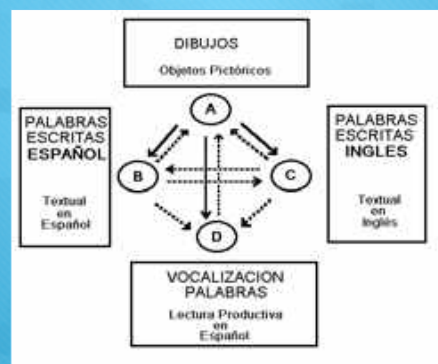 DIBUJOS
Objetos Pictóricos
PALABRAS
ESCRITAS
ESPAÑOL
Textual
en
Español
A
B
C
D
PALABRAS
ESCRITAS
INGLES
Textual
en
Inglés
VOCALIZACION
PALABRAS
Lectura Productiva
en
Español